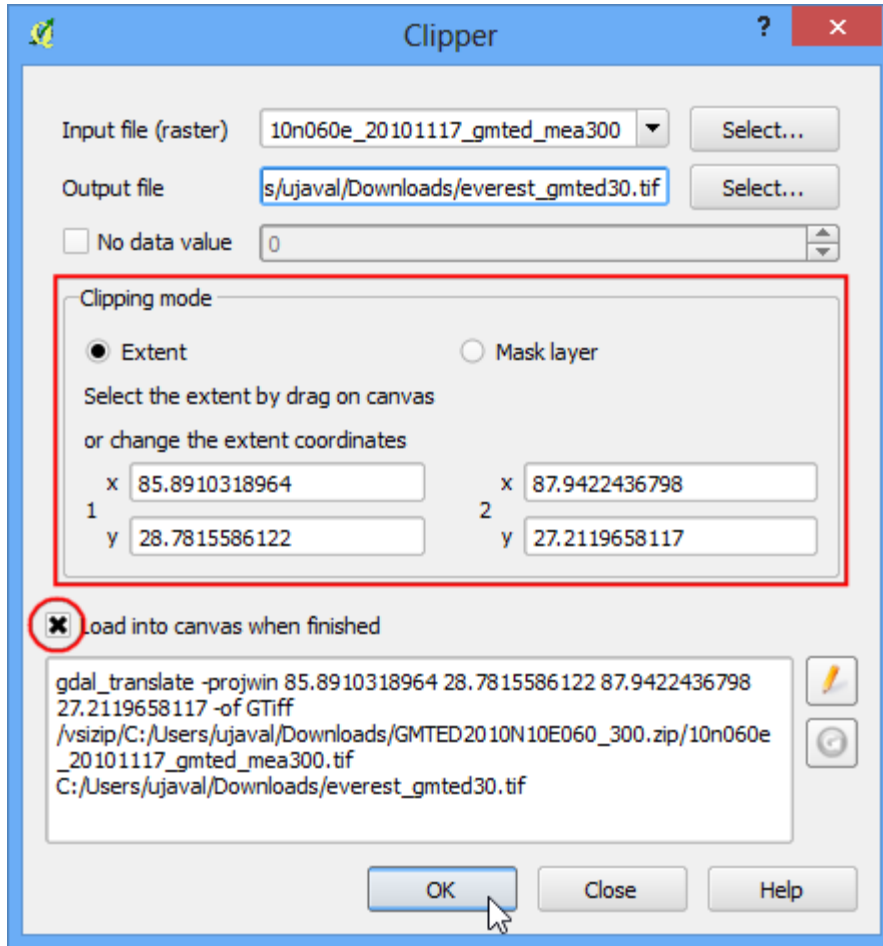 Clipper
?
Input file (raster)
10n060e_20101117_gmted_mea300
Select...
Output file
s/ujaval/Downloads/everest_gmted30.tif
Select...
No data value
0
Clipping mode
Extent
Mask layer
Select the extent by drag on canvas
or change the extent coordinates
1
x 85.8910318964
y 28.7815586122
2
x 87.9422436798
y 27.2119658117
Load into canvas when finished
gdal_translate -projwin 85.8910318964 28.7815586122 87.9422436798
27.2119658117 -of GTiff
/vsizip/C:/Users/ujaval/Downloads/GMTED2010N10E060_300.zip/10n060e
_20101117_gmted_mea300.tif
C:/Users/ujaval/Downloads/everest_gmted30.tif
OK
Close
Help